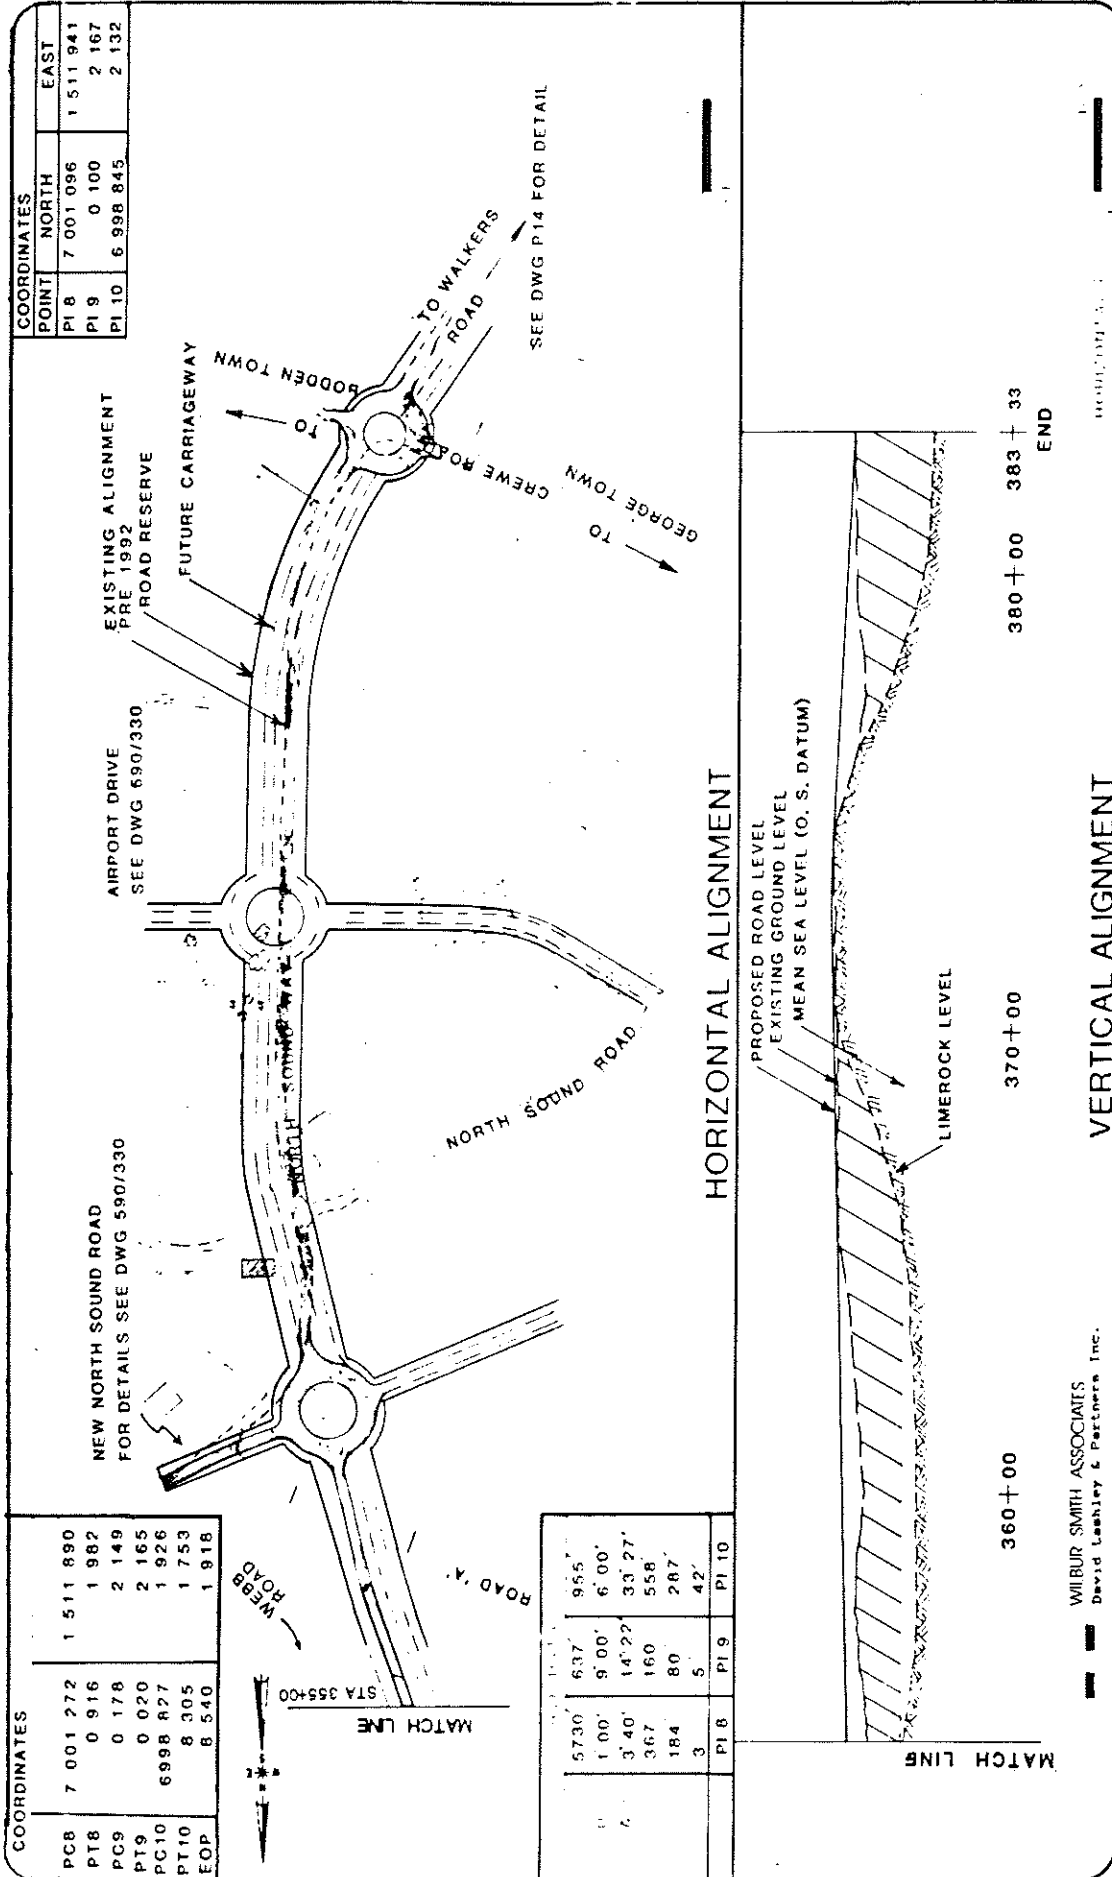 COORDINATES
PC8 7 001 272 1 511 890
PT8 0 916 1 982
PC9 0 178 2 149
PT9 0 020 2 165
PC10 6998 827 1 926
PT10 8 305 1 753
EOP 8 540 1 918
COORDINATES
POINT NORTH EAST
PI 8 7 001 096 1 511 941
PI 9 0 100 2 167
PI 10 6 998 845 2 132
NEW NORTH SOUND ROAD
FOR DETAILS SEE DWG 590/330
AIRPORT DRIVE
SEE DWG 590/330
EXISTING ALIGNMENT
PRE 1992
ROAD RESERVE
FUTURE CARRIAGEWAY
TO
BODDEN TOWN
TO WALKERS
ROAD
SEE DWG P14 FOR DETAIL
CREWE ROAD
TO
GEORGE TOWN
WEBB
ROAD
ROAD 'A'
MATCH LINE
STA 355+00
NORTH SOUND WAY
NORTH SOUND ROAD
5730' 637' 955'
1°00' 9°00' 6°00'
3°40' 14°22' 33°27'
367 160 558
184 80 287'
3 5 42'
PI 8 PI 9 PI 10
HORIZONTAL ALIGNMENT
PROPOSED ROAD LEVEL
EXISTING GROUND LEVEL
MEAN SEA LEVEL (O. S. DATUM)
LIMEROCK LEVEL
MATCH LINE
360+00
370+00
380+00
383+33
END
VERTICAL ALIGNMENT
WILBUR SMITH ASSOCIATES
David Lashley & Partners Inc.